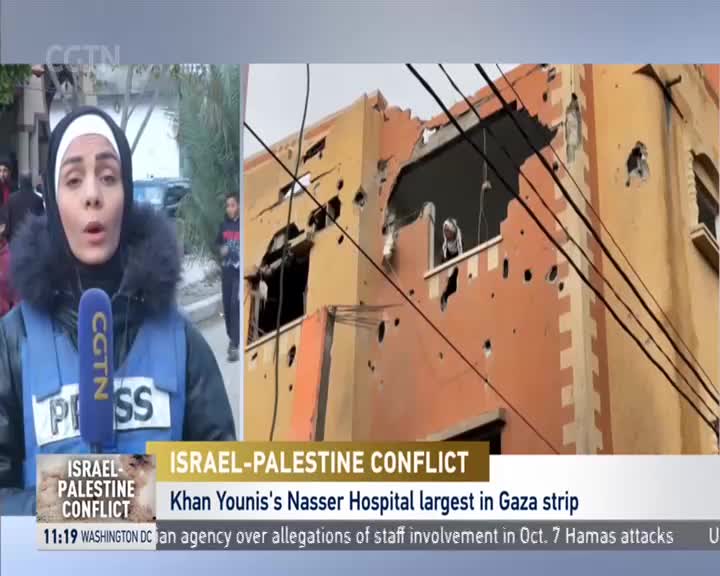 CGTN
CGTN
PRESS
ISRAEL-
PALESTINE
CONFLICT
ISRAEL-PALESTINE CONFLICT
Khan Younis's Nasser Hospital largest in Gaza strip
11:19 WASHINGTON DC
ian agency over allegations of staff involvement in Oct. 7 Hamas attacks